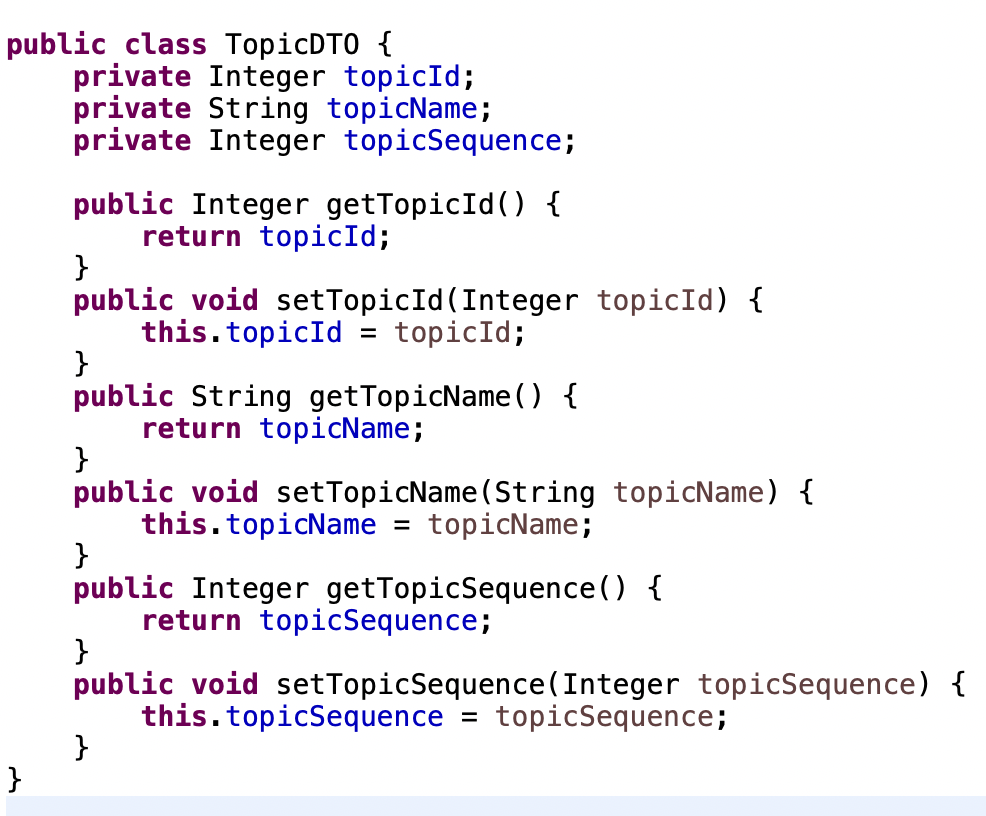 public class TopicDTO {
    private Integer topicId;
    private String topicName;
    private Integer topicSequence;

    public Integer getTopicId() {
        return topicId;
    }
    public void setTopicId(Integer topicId) {
        this.topicId = topicId;
    }
    public String getTopicName() {
        return topicName;
    }
    public void setTopicName(String topicName) {
        this.topicName = topicName;
    }
    public Integer getTopicSequence() {
        return topicSequence;
    }
    public void setTopicSequence(Integer topicSequence) {
        this.topicSequence = topicSequence;
    }
}